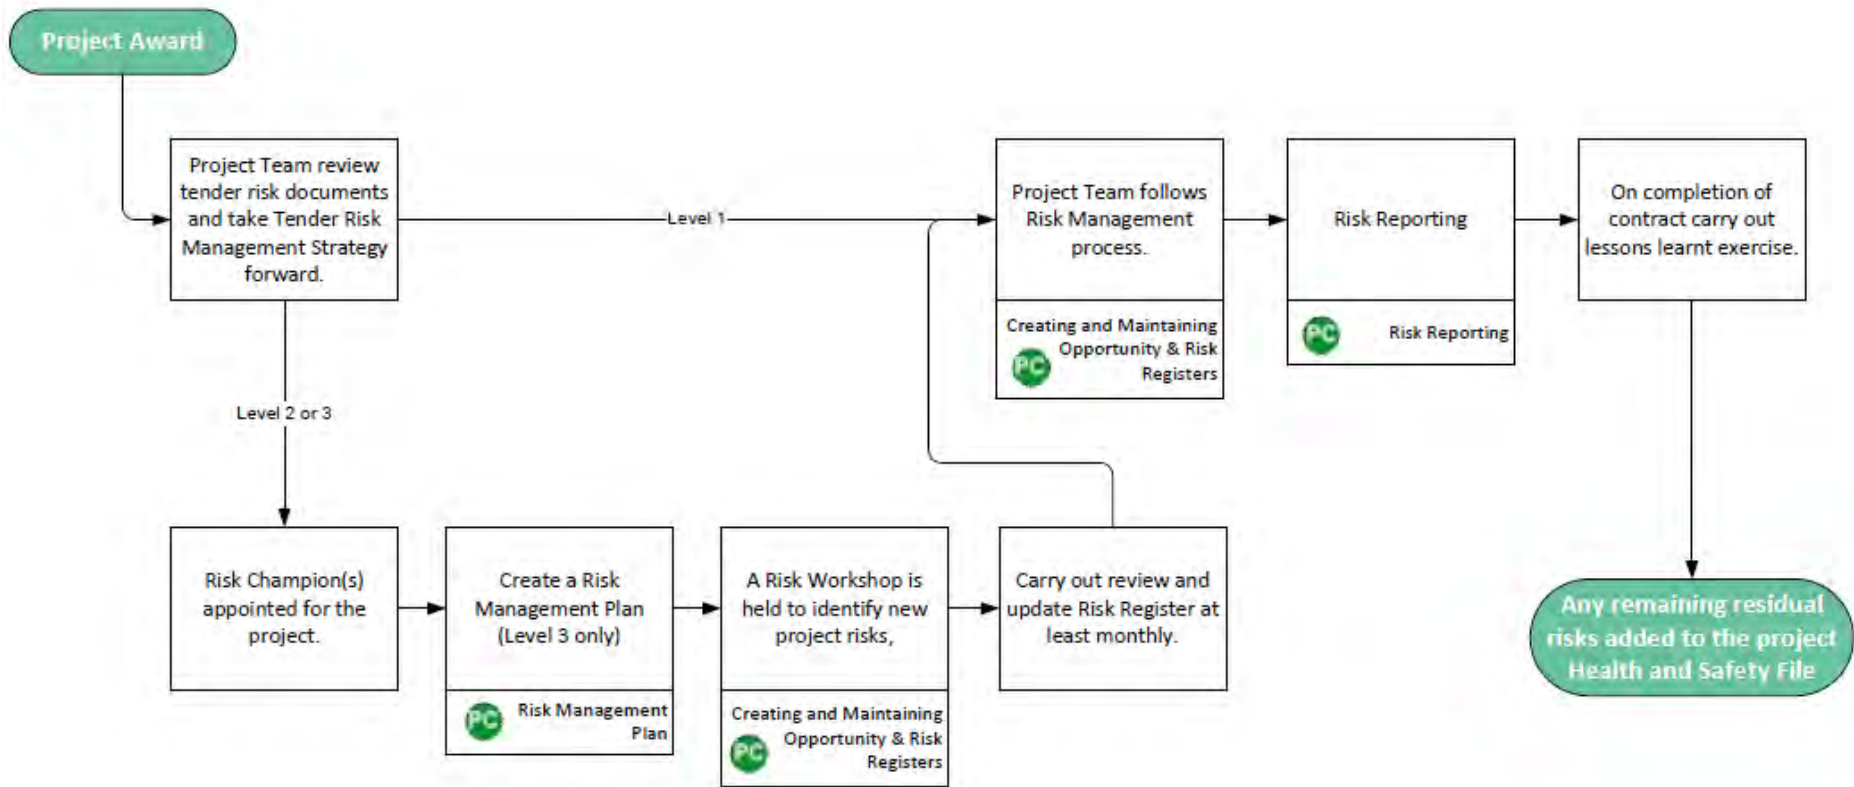 Project Award
Project Team review
tender risk documents
and take Tender Risk
Management Strategy
forward.
Level 1
Project Team follows
Risk Management
process.
Creating and Maintaining
Opportunity & Risk
Registers
PC
Risk Reporting
PC
Risk Reporting
On completion of
contract carry out
lessons learnt exercise.
Level 2 or 3
Risk Champion(s)
appointed for the
project.
Create a Risk
Management Plan
(Level 3 only)
PC
Risk Management
Plan
A Risk Workshop is
held to identify new
project risks,
Creating and Maintaining
Opportunity & Risk
Registers
PC
Carry out review and
update Risk Register at
least monthly.
Any remaining residual
risks added to the project
Health and Safety File